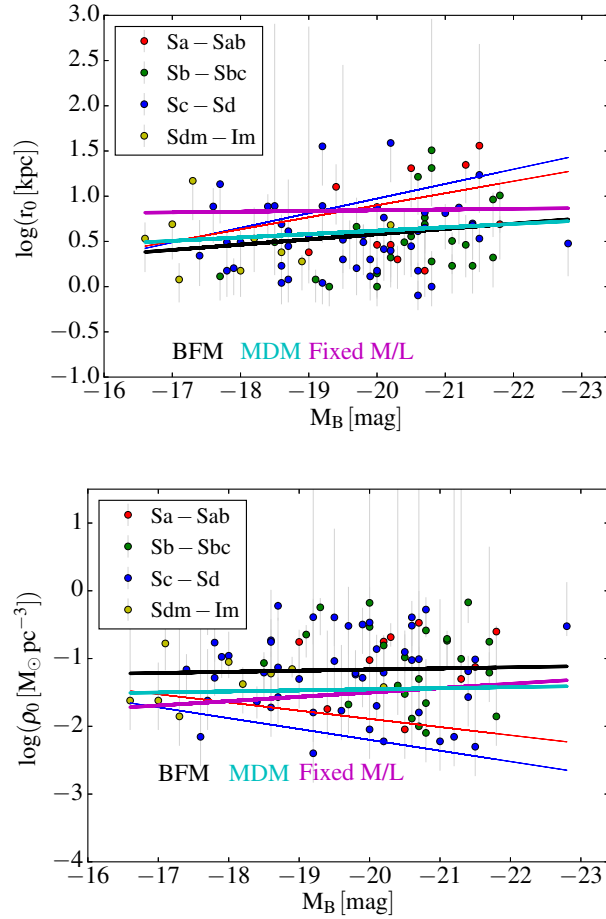 3.0
Sa − Sab
2.5
Sb − Sbc
2.0
Sc − Sd
Sdm − Im
1.5
1.0
0.5
0.0
−0.5
−1.0
log(r₀ [kpc])
BFM MDM Fixed M/L
−16 −17 −18 −19 −20 −21 −22 −23
M_B [mag]
1
Sa − Sab
Sb − Sbc
0
Sc − Sd
Sdm − Im
−1
−2
−3
−4
log(ρ₀ [M⊙ pc⁻³])
BFM MDM Fixed M/L
−16 −17 −18 −19 −20 −21 −22 −23
M_B [mag]